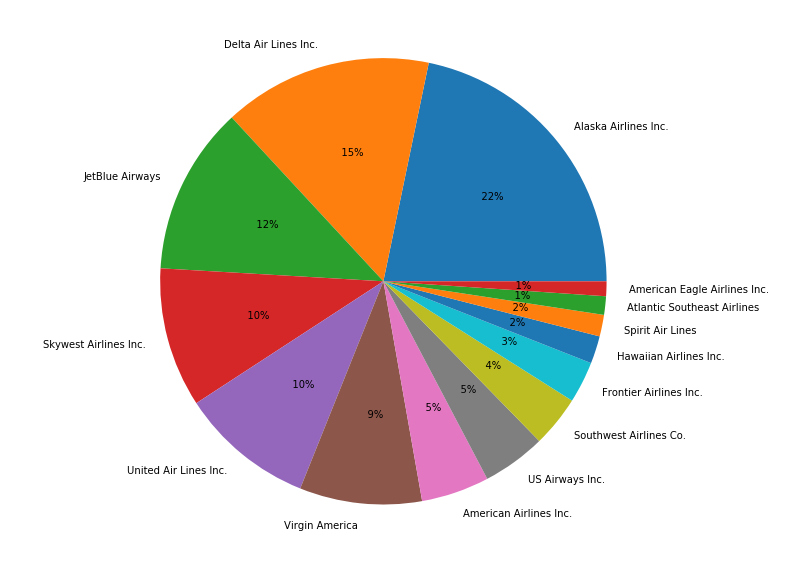 Delta Air Lines Inc.
Alaska Airlines Inc.
15%
JetBlue Airways
22%
12%
1%
American Eagle Airlines Inc.
1%
Atlantic Southeast Airlines
2%
Spirit Air Lines
10%
2%
Skywest Airlines Inc.
3%
Hawaiian Airlines Inc.
4%
10%
5%
Frontier Airlines Inc.
5%
9%
Southwest Airlines Co.
United Air Lines Inc.
US Airways Inc.
American Airlines Inc.
Virgin America